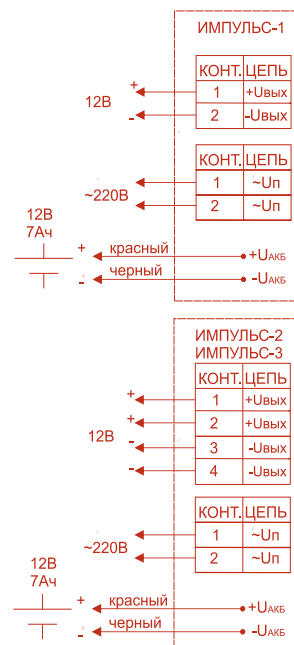 ИМПУЛЬС-1
КОНТ. ЦЕПЬ
+ 1 +Uвых
12В
- 2 -Uвых
КОНТ. ЦЕПЬ
1 ~Uп
~220В
2 ~Uп
12В
7Ач
+ красный +UАКБ
- черный -UАКБ
ИМПУЛЬС-2
ИМПУЛЬС-3
КОНТ. ЦЕПЬ
+ 1 +Uвых
+ 2 +Uвых
12В
- 3 -Uвых
- 4 -Uвых
КОНТ. ЦЕПЬ
1 ~Uп
~220В
2 ~Uп
12В
7Ач
+ красный +UАКБ
- черный -UАКБ